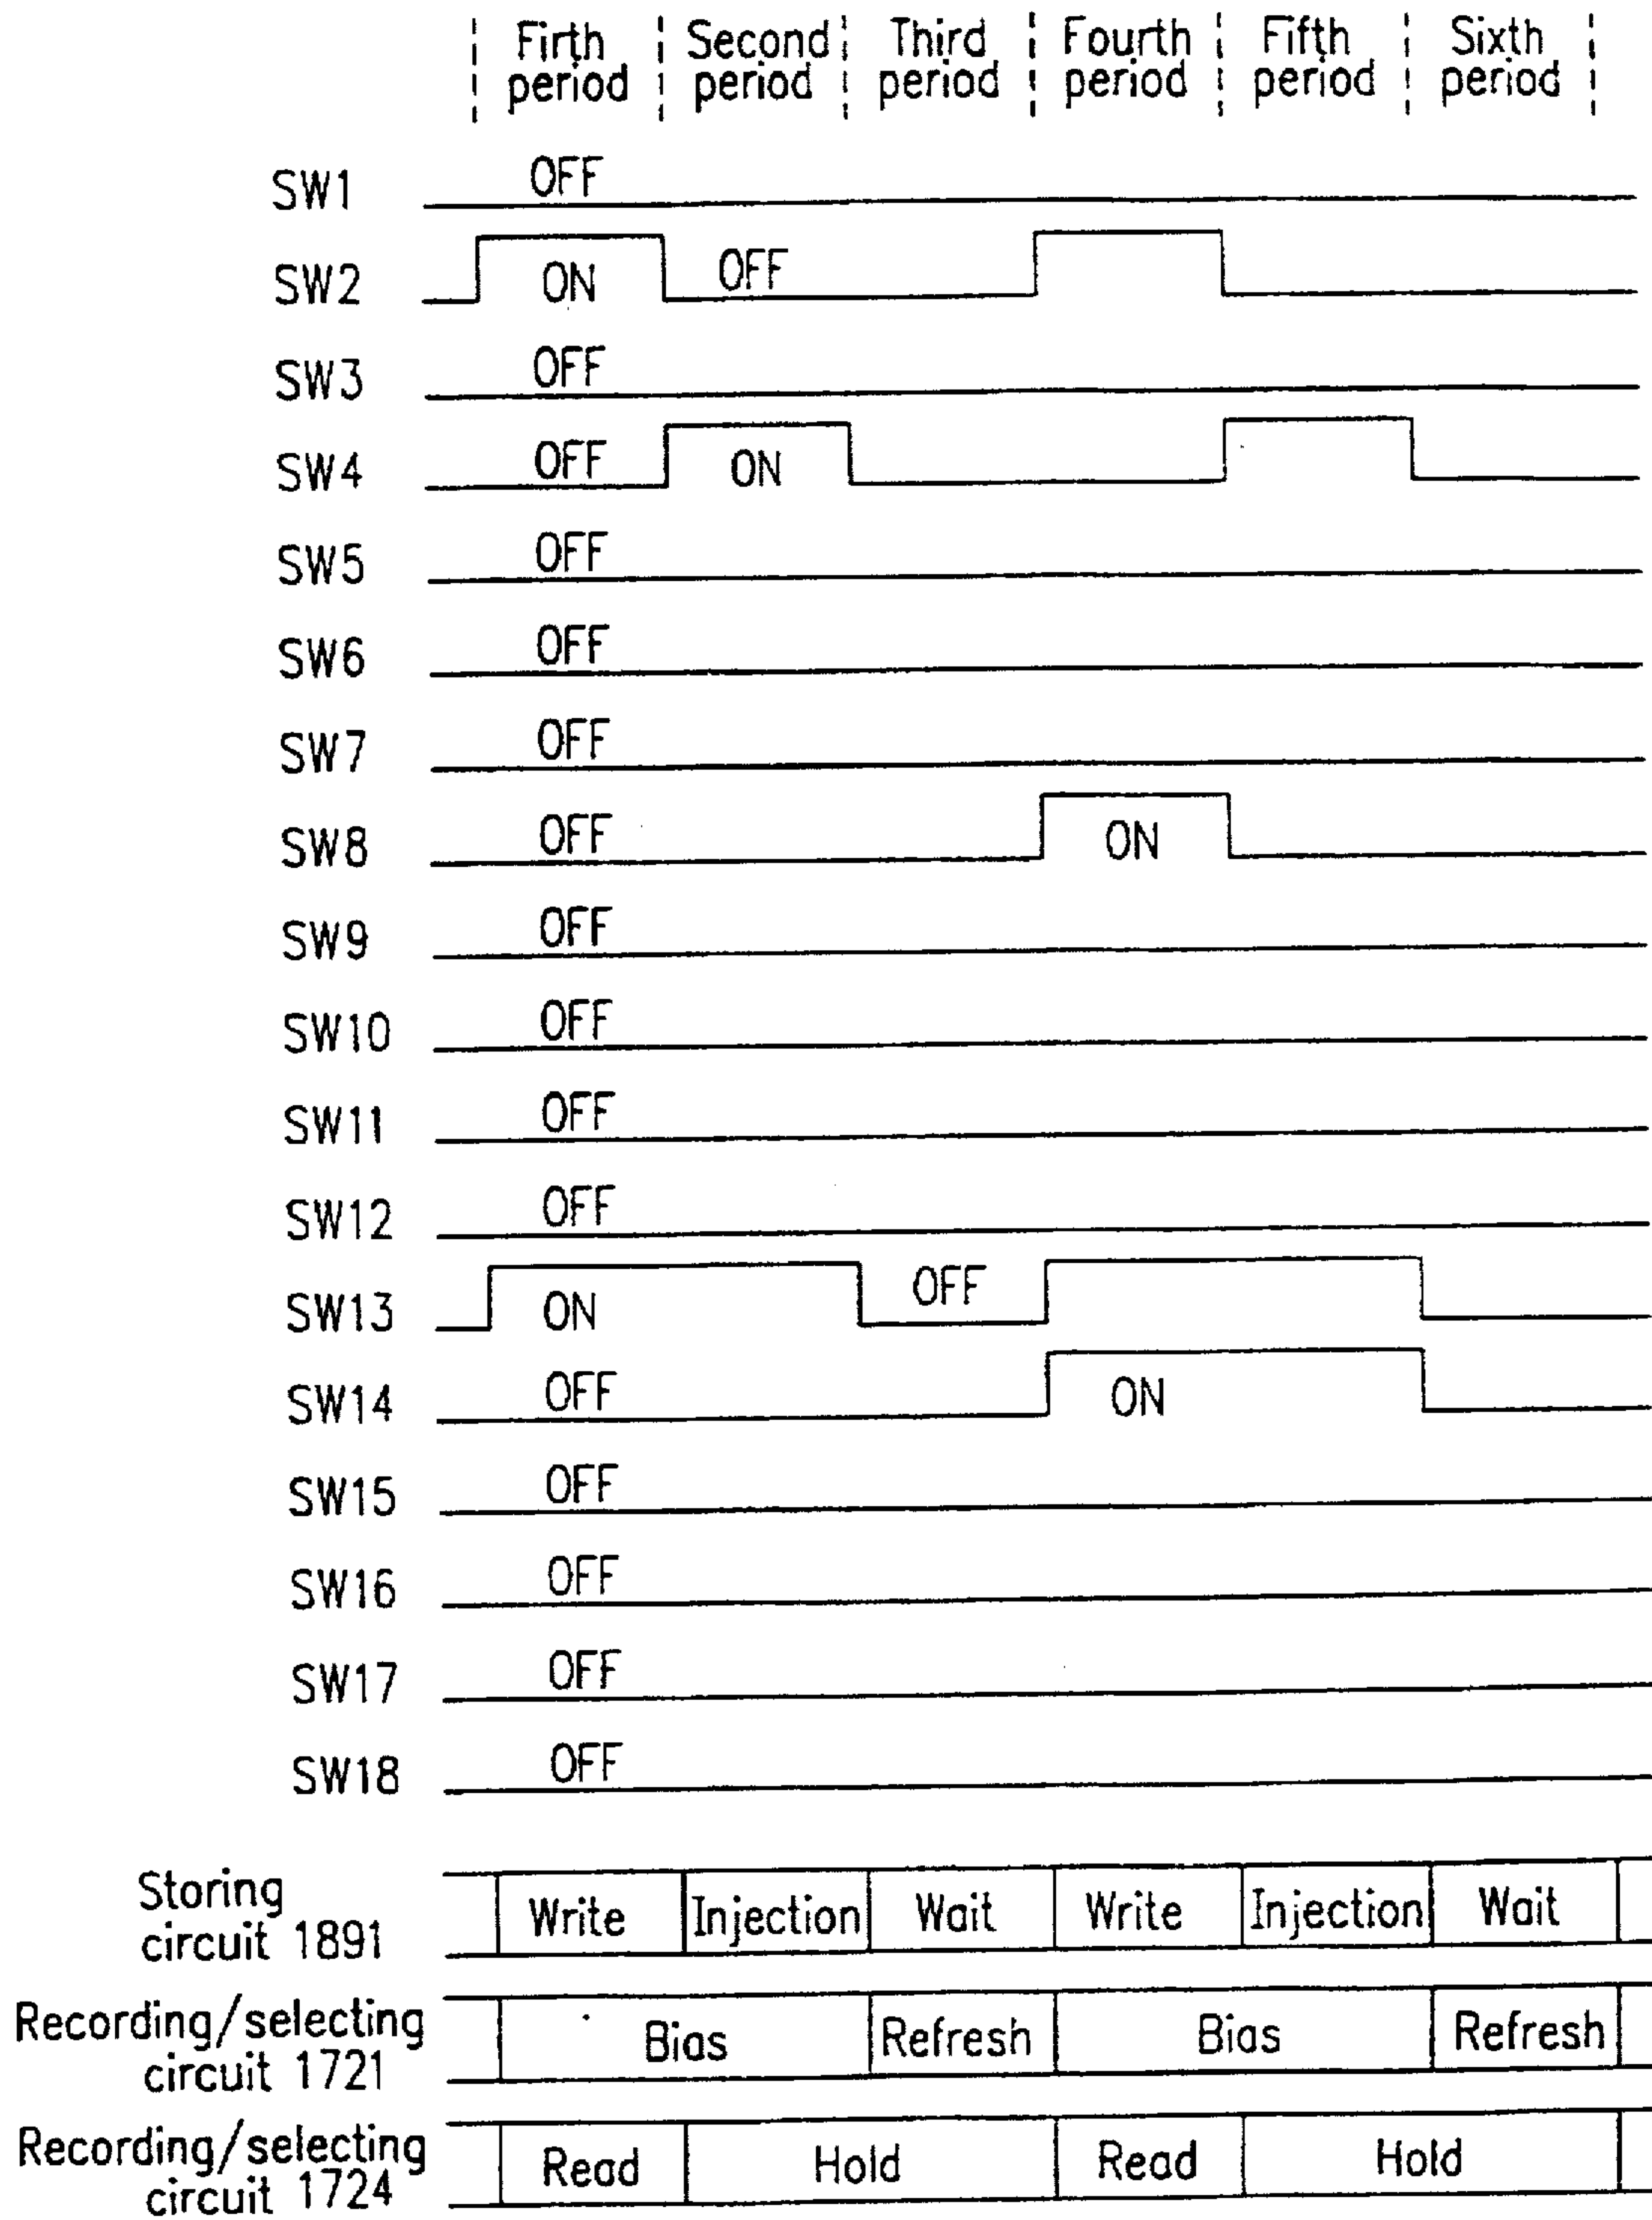 Firth Second Third Fourth Fifth Sixth
period period period period period period
SW1 OFF
SW2 ON OFF
SW3 OFF
SW4 OFF ON
SW5 OFF
SW6 OFF
SW7 OFF
SW8 OFF ON
SW9 OFF
SW10 OFF
SW11 OFF
SW12 OFF
SW13 ON OFF
SW14 OFF ON
SW15 OFF
SW16 OFF
SW17 OFF
SW18 OFF
Storing
circuit 1891
Write Injection Wait Write Injection Wait
Recording/selecting
circuit 1721
Bias Refresh Bias Refresh
Recording/selecting
circuit 1724
Read Hold Read Hold